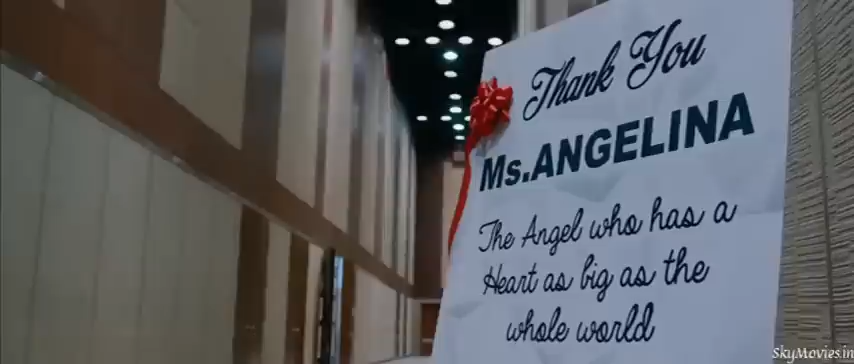 Thank You
Ms.ANGELINA
The Angel who has a
Heart as big as the
whole world
SkyMovies.in